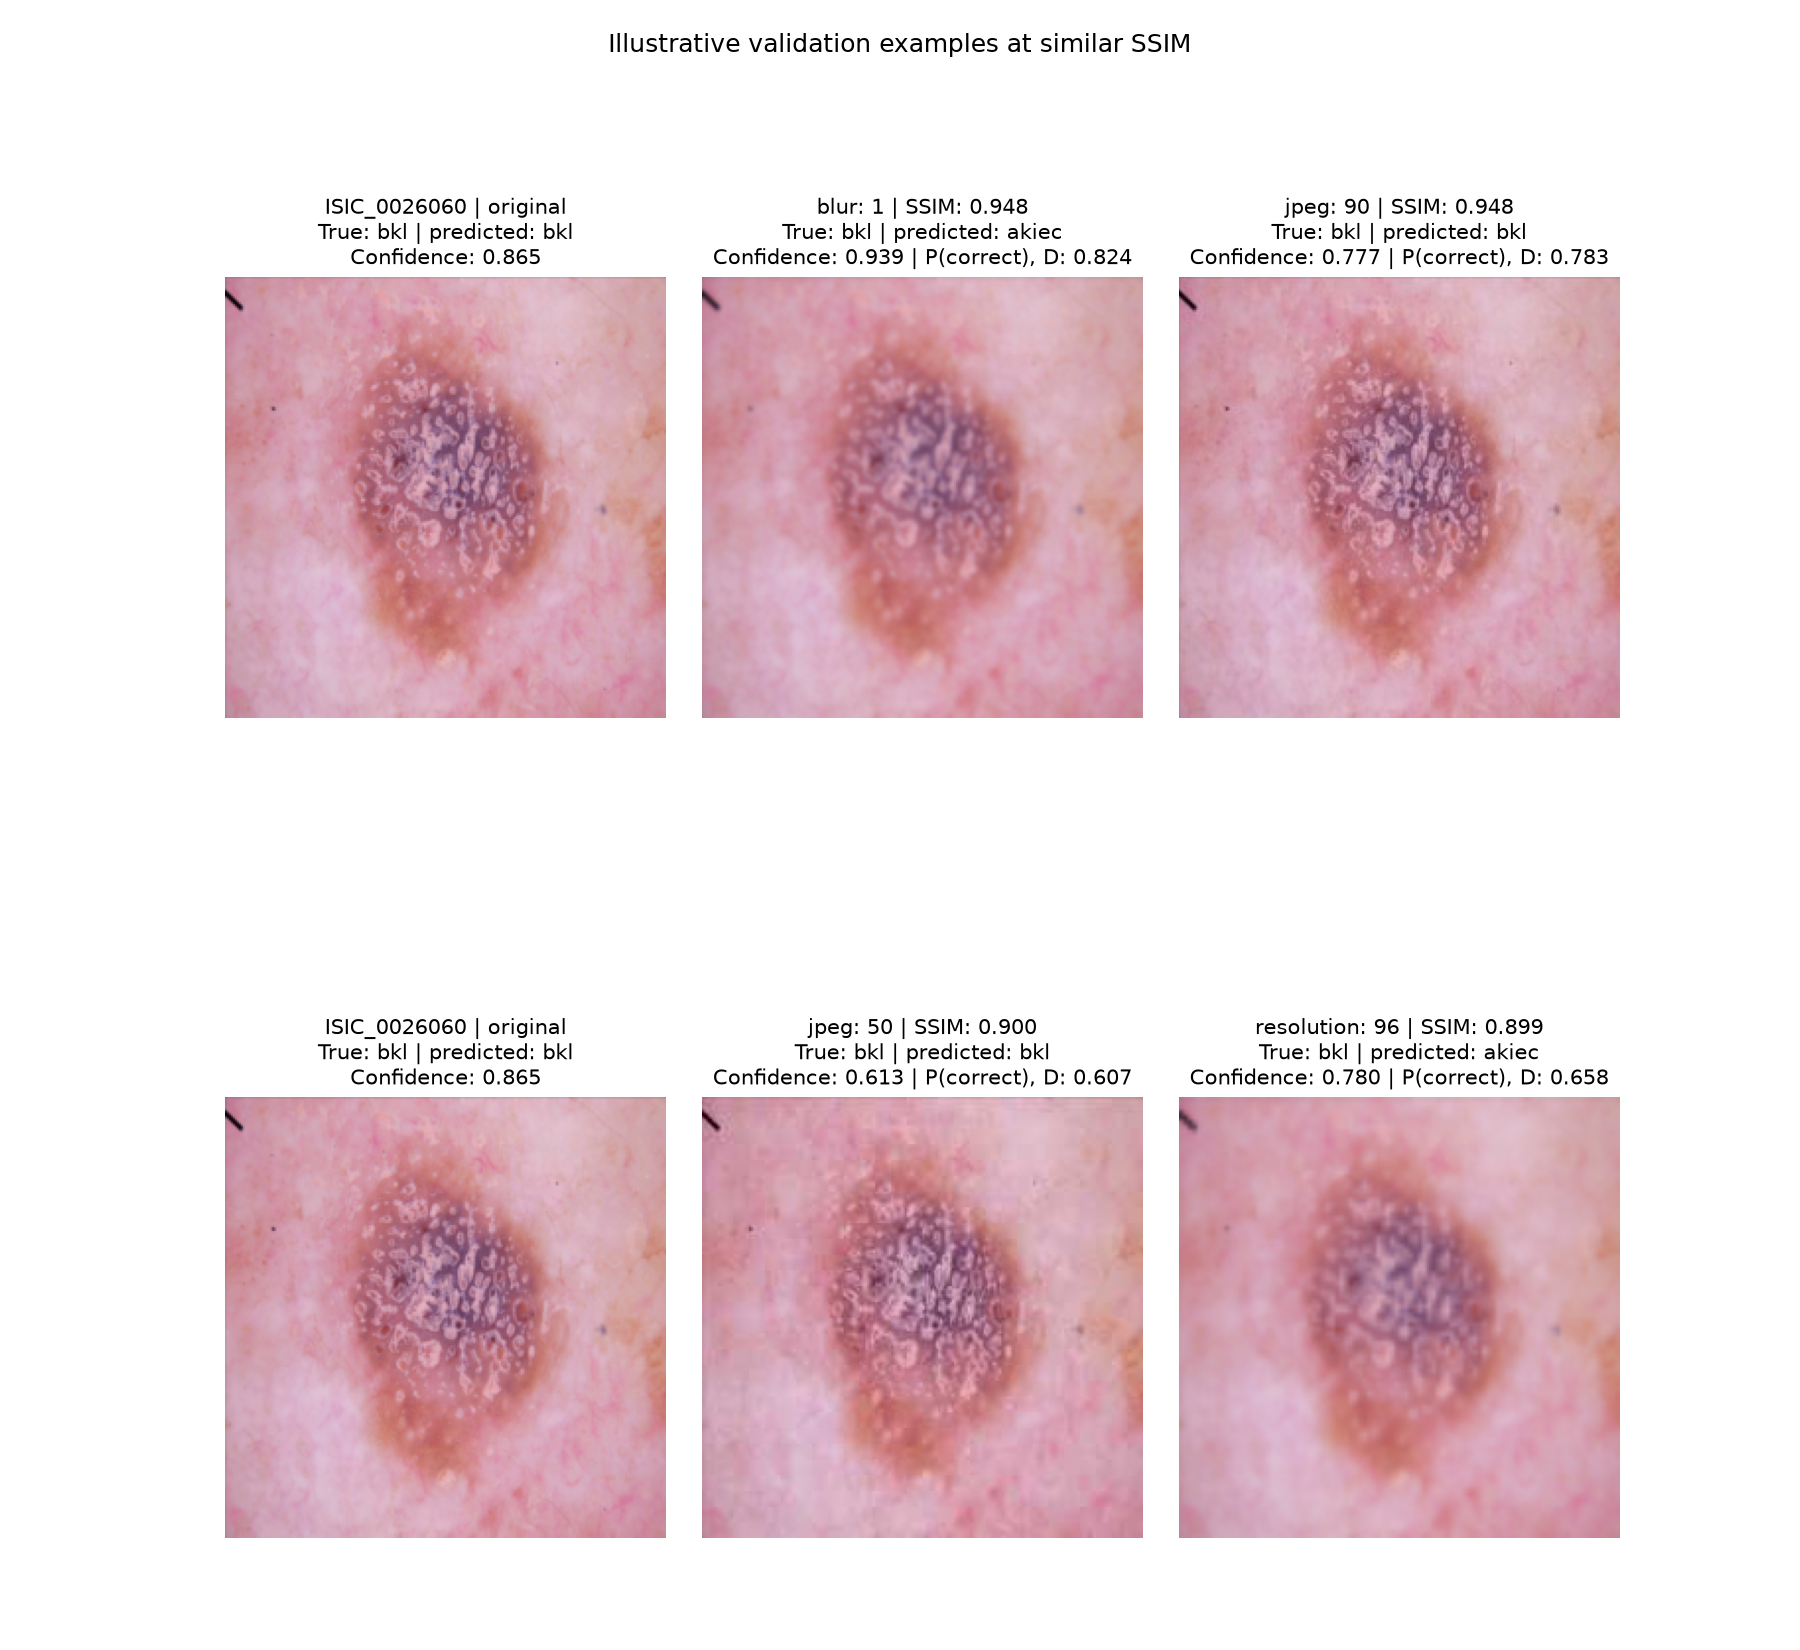 Illustrative validation examples at similar SSIM
ISIC_0026060 | original
True: bkl | predicted: bkl
Confidence: 0.865
blur: 1 | SSIM: 0.948
True: bkl | predicted: akiec
Confidence: 0.939 | P(correct), D: 0.824
jpeg: 90 | SSIM: 0.948
True: bkl | predicted: bkl
Confidence: 0.777 | P(correct), D: 0.783
ISIC_0026060 | original
True: bkl | predicted: bkl
Confidence: 0.865
jpeg: 50 | SSIM: 0.900
True: bkl | predicted: bkl
Confidence: 0.613 | P(correct), D: 0.607
resolution: 96 | SSIM: 0.899
True: bkl | predicted: akiec
Confidence: 0.780 | P(correct), D: 0.658